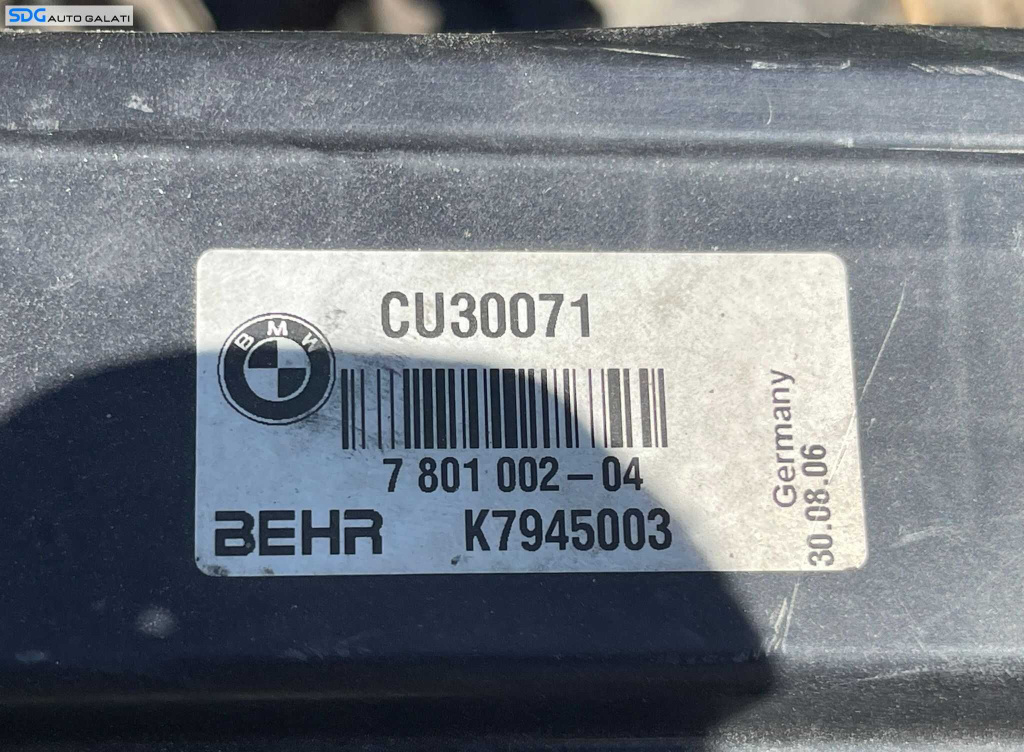 SDG AUTO GALATI
CU30071
BMW
7 801 002-04
BEHR K7945003
Germany
30.08.06